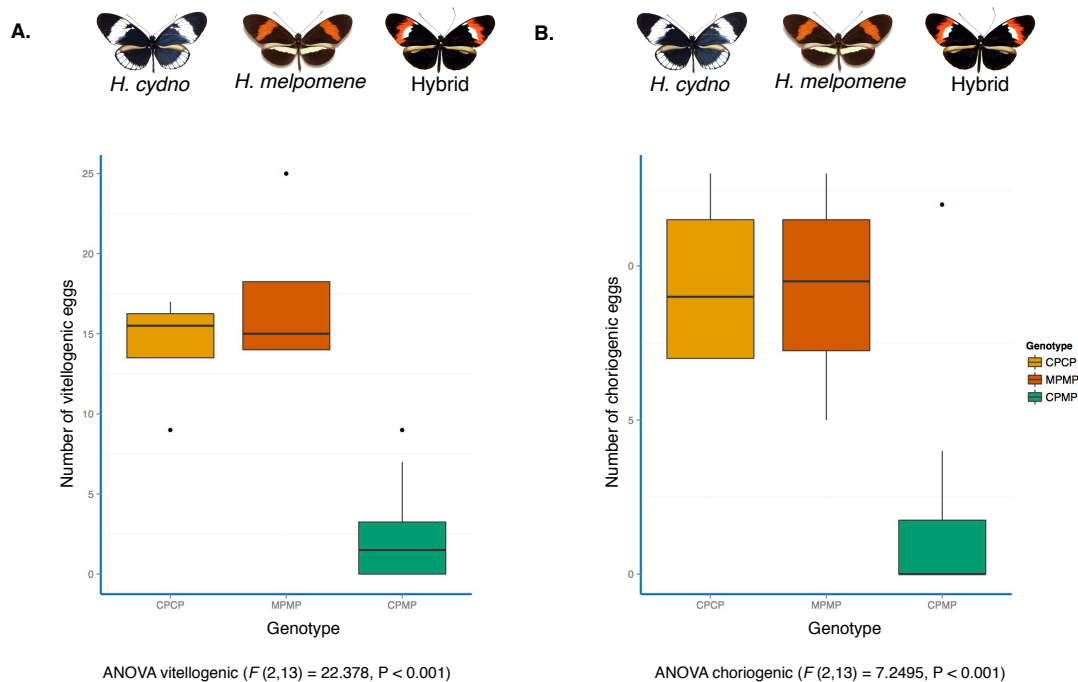 A.
H. cydno
H. melpomene
Hybrid
Number of vitellogenic eggs
25
20
15
10
5
0
CPCP
MPMP
CPMP
Genotype
ANOVA vitellogenic (F (2,13) = 22.378, P < 0.001)
B.
H. cydno
H. melpomene
Hybrid
Number of choriogenic eggs
0
5
0
CPCP
MPMP
CPMP
Genotype
Genotype
CPCP
MPMP
CPMP
ANOVA choriogenic (F (2,13) = 7.2495, P < 0.001)